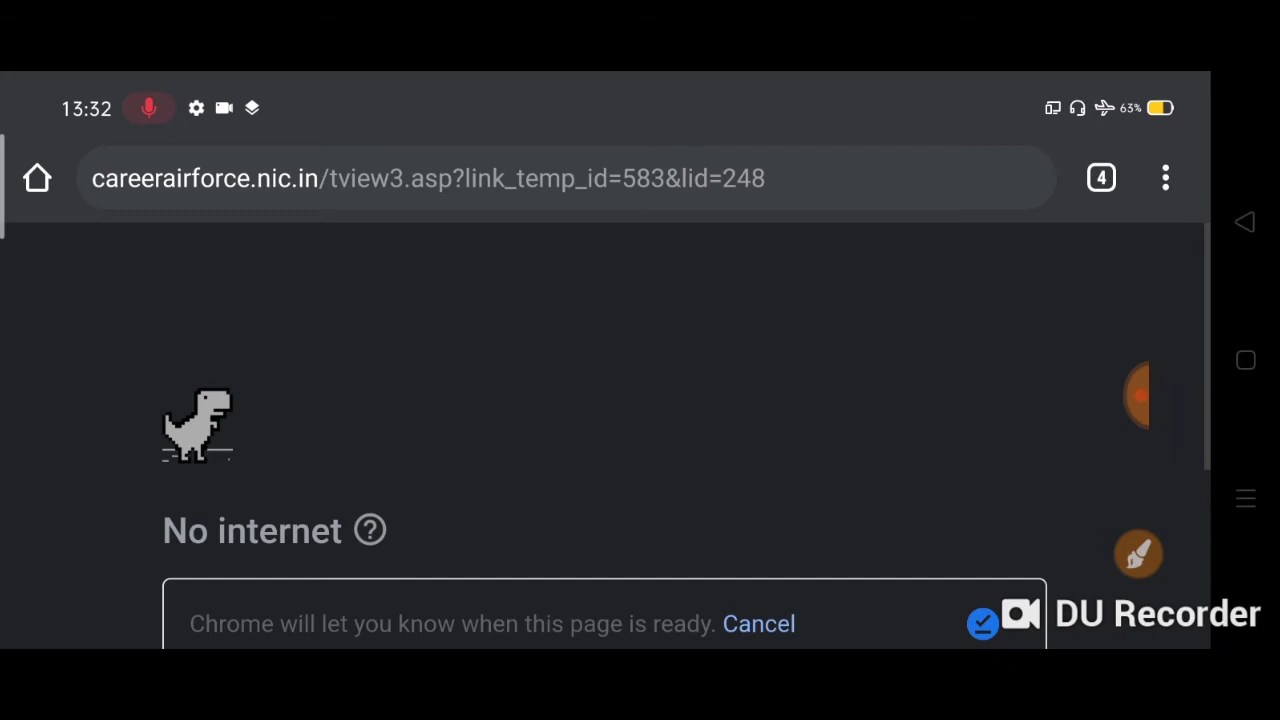 13:32
63%
careerairforce.nic.in/tview3.asp?link_temp_id=583&lid=248
4
No internet
Chrome will let you know when this page is ready. Cancel
DU Recorder